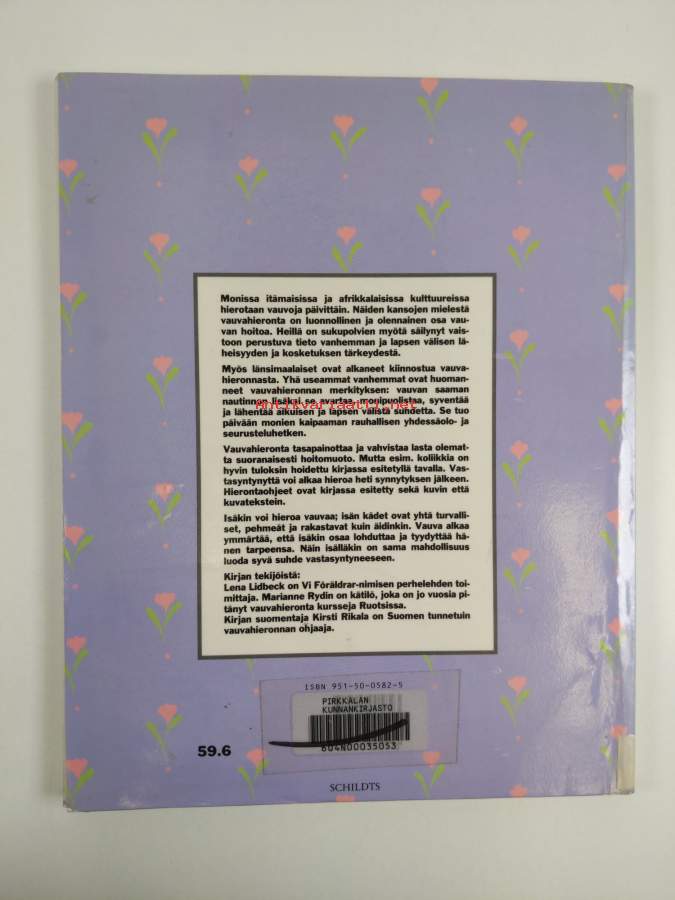 Monissa itämaisissa ja afrikkalaisissa kulttuureissa
hierotaan vauvoja päivittäin. Näiden kansojen mielestä
vauvahieronta on luonnollinen ja olennainen osa vau-
van hoitoa. Heillä on sukupolvien myötä säilynyt vais-
toon perustuva tieto vanhemman ja lapsen välisen lä-
heisyyden ja kosketuksen tärkeydestä.
Myös länsimaalaiset ovat alkaneet kiinnostua vauva-
hieronnasta. Yhä useammat vanhemmat ovat huoman-
neet vauvahieronnan merkityksen: vauvan saaman
nautinnon lisäksi se avartaa, monipuolistaa, syventää
ja lähentää aikuisen ja lapsen välistä suhdetta. Se tuo
päivään monien kaipaaman rauhallisen yhdessäolo- ja
seurusteluhetken.
Vauvahieronta tasapainottaa ja vahvistaa lasta olemat-
ta suoranaisesti hoitomuoto. Mutta esim. koliikkia on
hyvin tuloksin hoidettu kirjassa esitetyllä tavalla. Vas-
tasyntynyttä voi alkaa hieroa heti synnytyksen jälkeen.
Hierontaohjeet ovat kirjassa esitetty sekä kuvin että
kuvatekstein.
Isäkin voi hieroa vauvaa; isän kädet ovat yhtä turvalli-
set, pehmeät ja rakastavat kuin äidinkin. Vauva alkaa
ymmärtää, että isäkin osaa lohduttaa ja tyydyttää hä-
nen tarpeensa. Näin isälläkin on sama mahdollisuus
luoda syvä suhde vastasyntyneeseen.
Kirjan tekijöistä:
Lena Lidbeck on Vi Föräldrar-nimisen perhelehden toi-
mittaja. Marianne Rydin on kätilö, joka on jo vuosia pi-
tänyt vauvahieronta kursseja Ruotsissa.
Kirjan suomentaja Kirsti Rikala on Suomen tunnetuin
vauvahieronnan ohjaaja.
Antikvariaatti.net
ISBN 951-50-0582-5
PIRKKALAN
KUNNANKIRJASTO
604N00035053
59.6
SCHILDTS